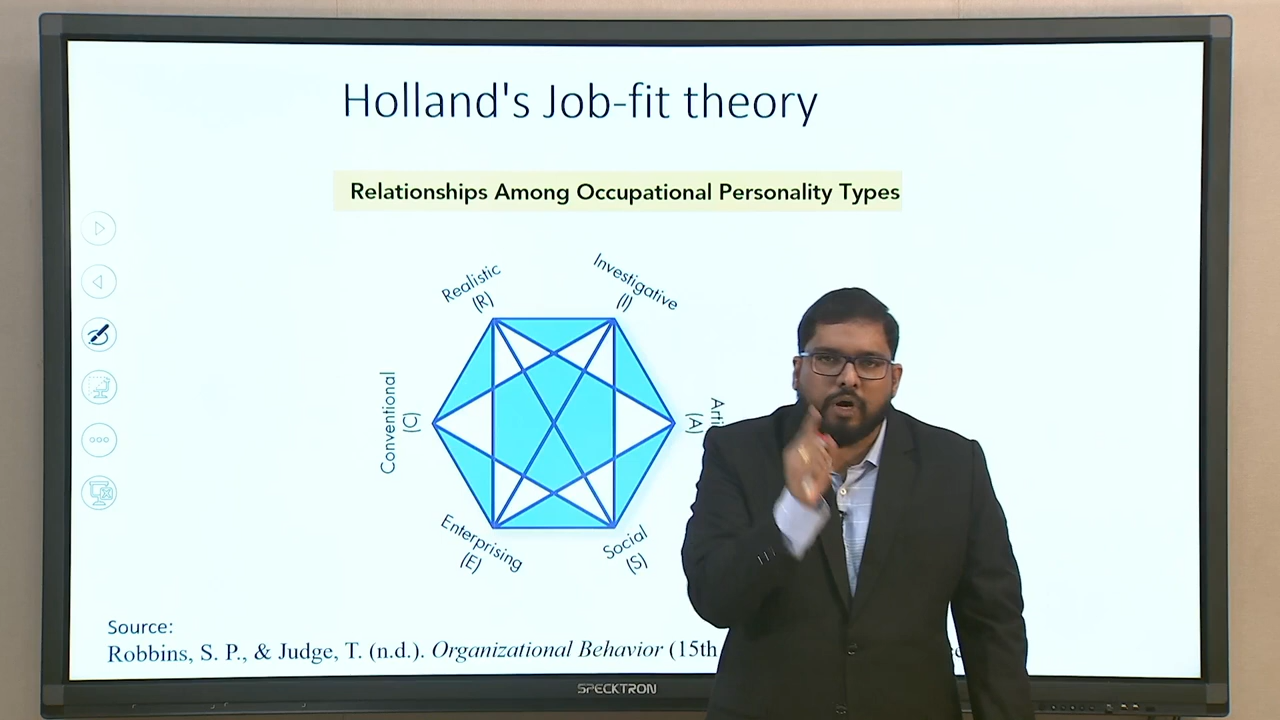 Holland's Job-fit theory
Relationships Among Occupational Personality Types
Realistic
(R)
Investigative
(I)
Conventional
(C)
(A)
Enterprising
(E)
Social
(S)
Source:
Robbins, S. P., & Judge, T. (n.d.). Organizational Behavior (15th
SPECKTRON